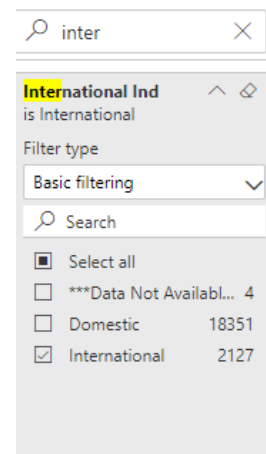 inter
International Ind
is International
Filter type
Basic filtering
Search
Select all
***Data Not Availabl... 4
Domestic 18351
International 2127